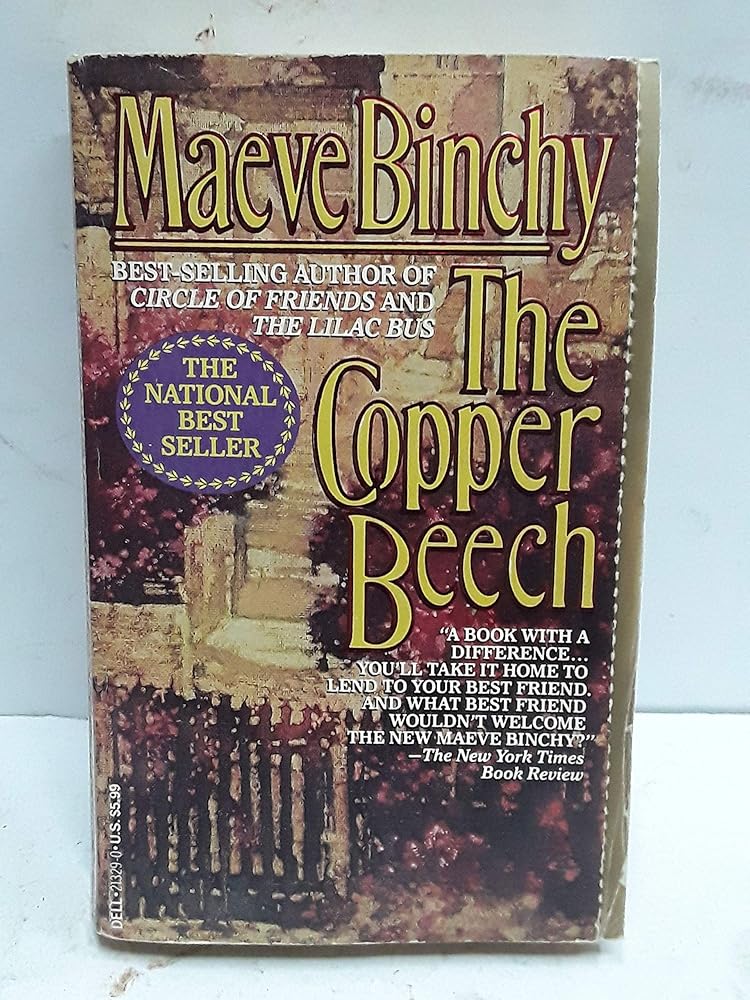 Maeve Binchy
BEST-SELLING AUTHOR OF
CIRCLE OF FRIENDS AND
THE LILAC BUS
The
Copper
Beech
THE
NATIONAL
BEST
SELLER
"A BOOK WITH A
DIFFERENCE...
YOU'LL TAKE IT HOME TO
LEND TO YOUR BEST FRIEND,
AND WHAT BEST FRIEND
WOULDN'T WELCOME
THE NEW MAEVE BINCHY?"
—The New York Times
Book Review
DELL • 21329-0 • U.S. $5.99